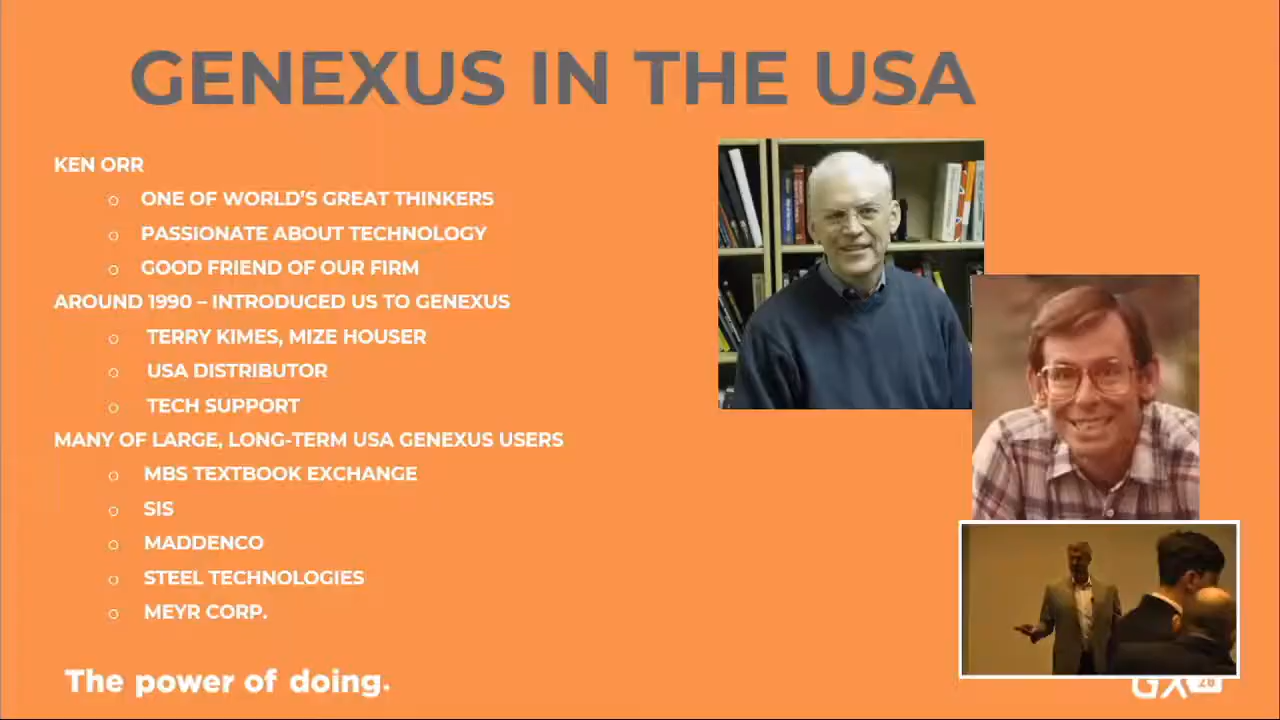 GENEXUS IN THE USA
KEN ORR
○ ONE OF WORLD'S GREAT THINKERS
○ PASSIONATE ABOUT TECHNOLOGY
○ GOOD FRIEND OF OUR FIRM
AROUND 1990 – INTRODUCED US TO GENEXUS
○ TERRY KIMES, MIZE HOUSER
○ USA DISTRIBUTOR
○ TECH SUPPORT
MANY OF LARGE, LONG-TERM USA GENEXUS USERS
○ MBS TEXTBOOK EXCHANGE
○ SIS
○ MADDENCO
○ STEEL TECHNOLOGIES
○ MEYR CORP.
The power of doing.